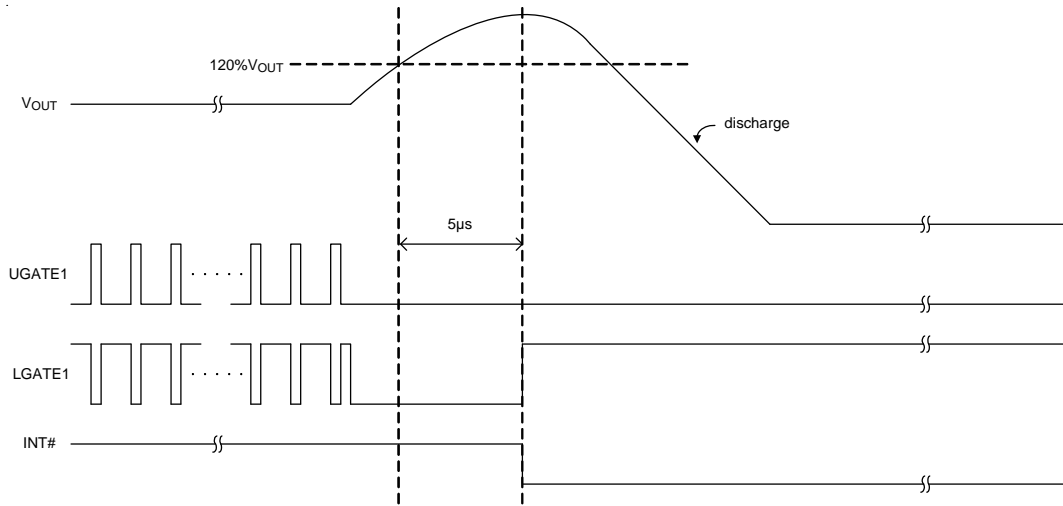 120%VOUT
VOUT
discharge
5µs
UGATE1
LGATE1
INT#